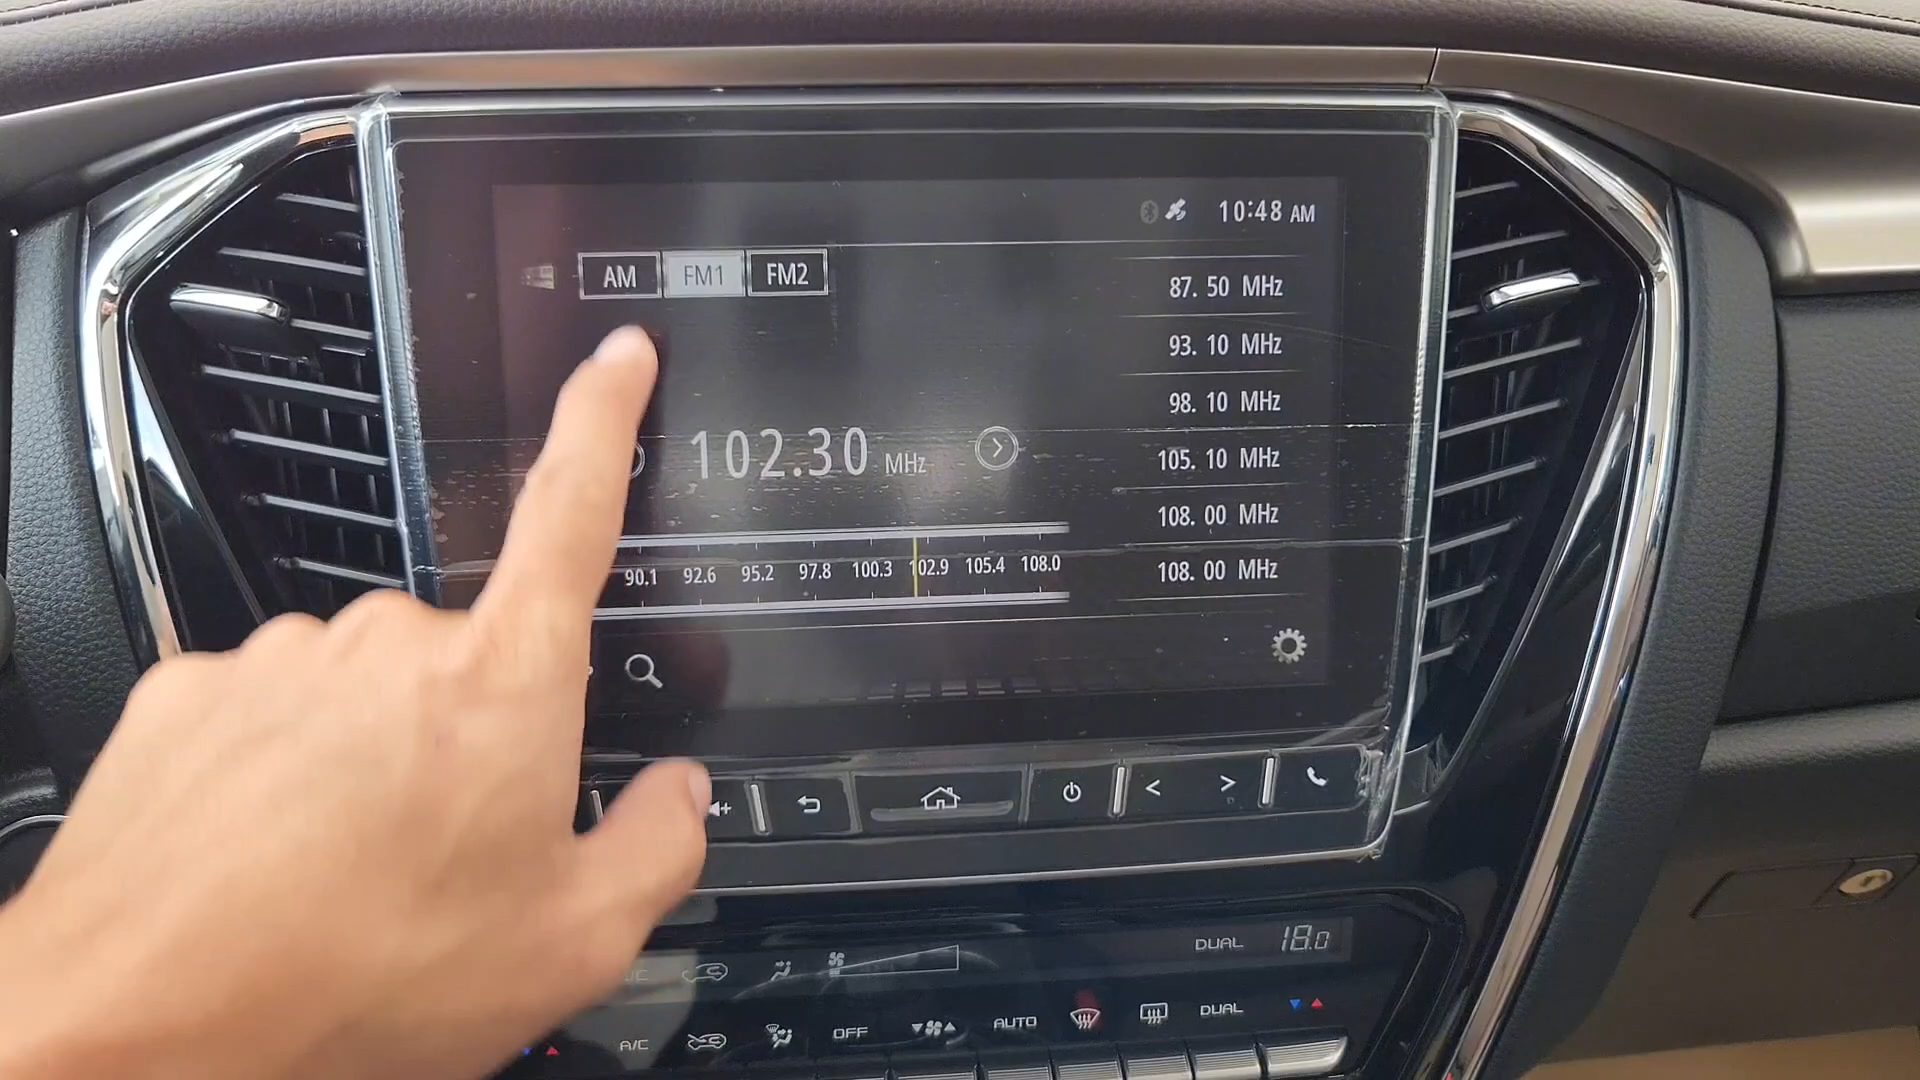 10:48 AM
AM FM1 FM2
87. 50 MHz
93. 10 MHz
98. 10 MHz
102.30 MHz
105. 10 MHz
108. 00 MHz
90.1 92.6 95.2 97.8 100.3 102.9 105.4 108.0
108. 00 MHz
DUAL 18.0
A/C
A/C OFF AUTO DUAL